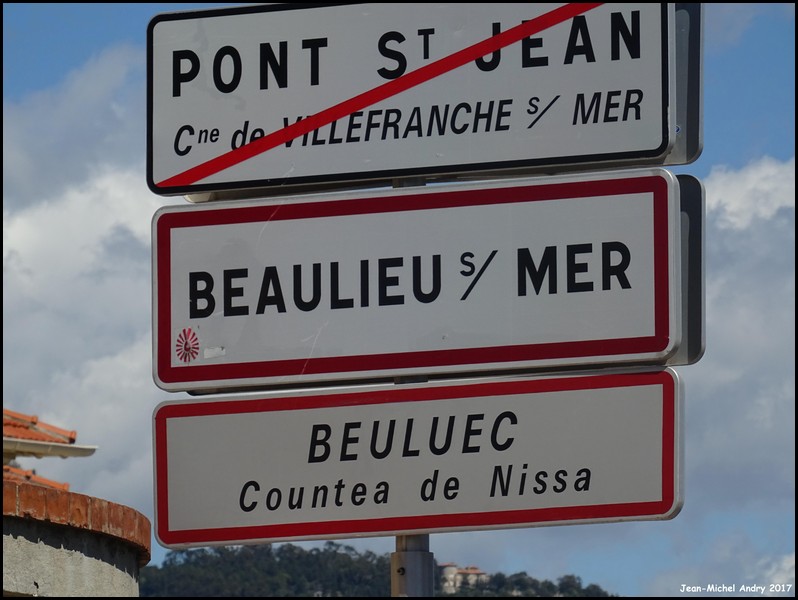 PONT ST JEAN
Cne de VILLEFRANCHE s/ MER
BEAULIEU s/ MER
BEULUEC
Countea de Nissa
Jean-Michel Andry 2017